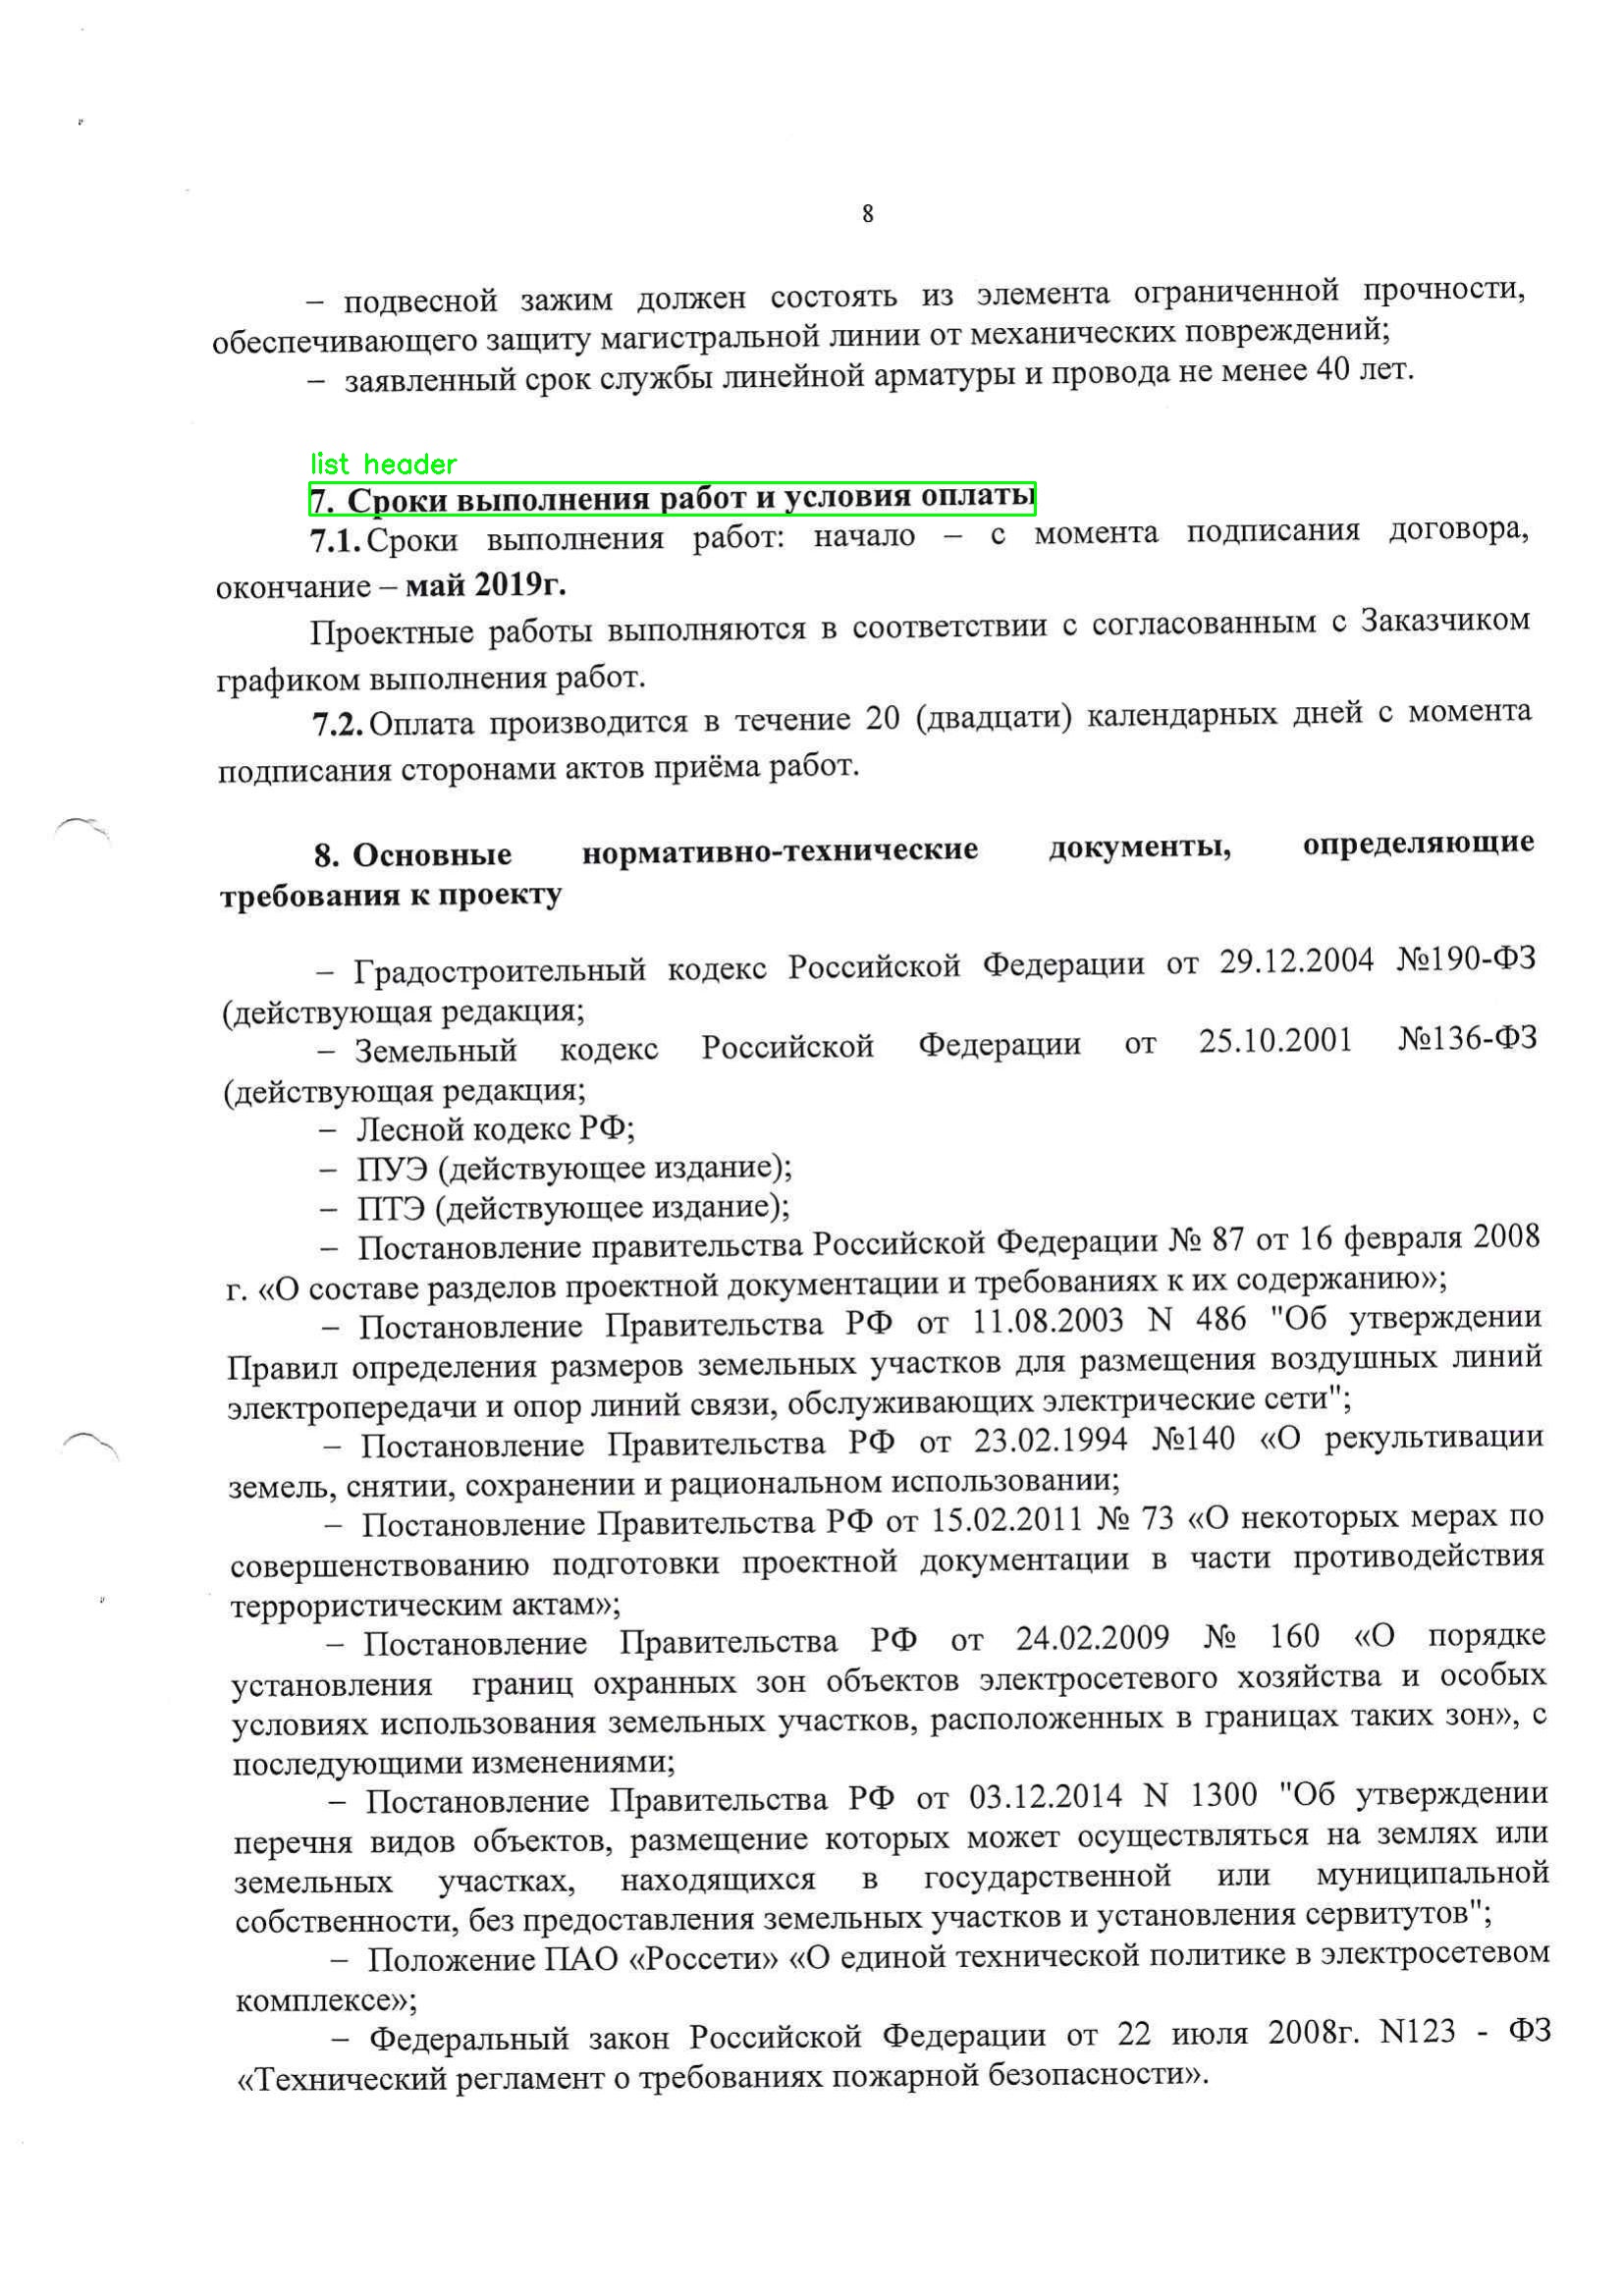 8
– подвесной зажим должен состоять из элемента ограниченной прочности,
обеспечивающего защиту магистральной линии от механических повреждений;
– заявленный срок службы линейной арматуры и провода не менее 40 лет.
list header
7. Сроки выполнения работ и условия оплаты
7.1. Сроки выполнения работ: начало – с момента подписания договора,
окончание – май 2019г.
Проектные работы выполняются в соответствии с согласованным с Заказчиком
графиком выполнения работ.
7.2. Оплата производится в течение 20 (двадцати) календарных дней с момента
подписания сторонами актов приёма работ.
8. Основные нормативно-технические документы, определяющие
требования к проекту
– Градостроительный кодекс Российской Федерации от 29.12.2004 №190-ФЗ
(действующая редакция;
– Земельный кодекс Российской Федерации от 25.10.2001 №136-ФЗ
(действующая редакция;
– Лесной кодекс РФ;
– ПУЭ (действующее издание);
– ПТЭ (действующее издание);
– Постановление правительства Российской Федерации № 87 от 16 февраля 2008
г. «О составе разделов проектной документации и требованиях к их содержанию»;
– Постановление Правительства РФ от 11.08.2003 N 486 "Об утверждении
Правил определения размеров земельных участков для размещения воздушных линий
электропередачи и опор линий связи, обслуживающих электрические сети";
– Постановление Правительства РФ от 23.02.1994 №140 «О рекультивации
земель, снятии, сохранении и рациональном использовании;
– Постановление Правительства РФ от 15.02.2011 № 73 «О некоторых мерах по
совершенствованию подготовки проектной документации в части противодействия
террористическим актам»;
– Постановление Правительства РФ от 24.02.2009 № 160 «О порядке
установления границ охранных зон объектов электросетевого хозяйства и особых
условиях использования земельных участков, расположенных в границах таких зон», с
последующими изменениями;
– Постановление Правительства РФ от 03.12.2014 N 1300 "Об утверждении
перечня видов объектов, размещение которых может осуществляться на землях или
земельных участках, находящихся в государственной или муниципальной
собственности, без предоставления земельных участков и установления сервитутов";
– Положение ПАО «Россети» «О единой технической политике в электросетевом
комплексе»;
– Федеральный закон Российской Федерации от 22 июля 2008г. N123 - ФЗ
«Технический регламент о требованиях пожарной безопасности».